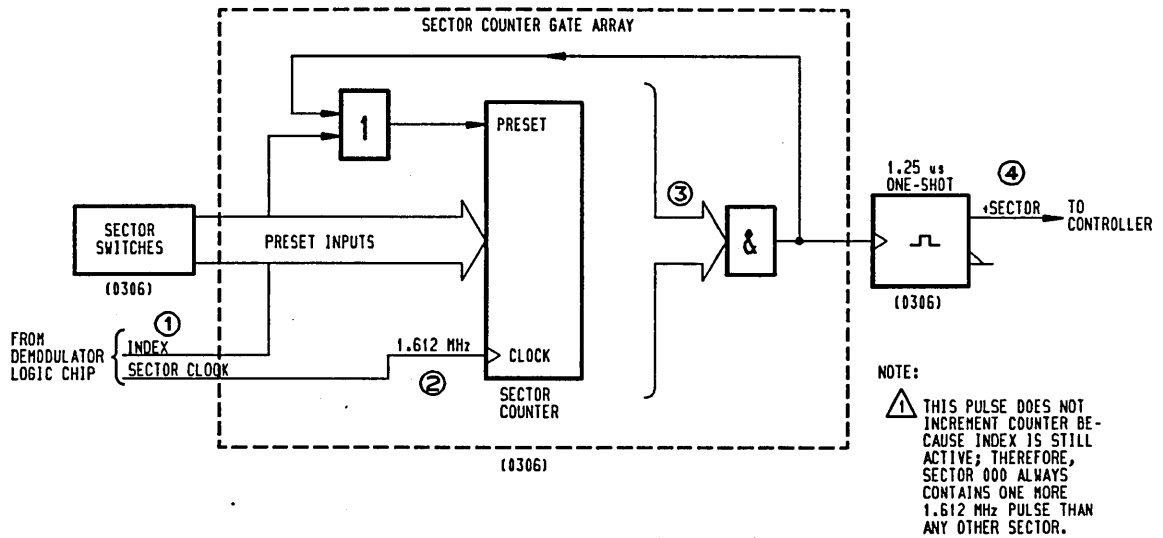 SECTOR COUNTER GATE ARRAY
1
PRESET
SECTOR
SWITCHES
(0306)
PRESET INPUTS
①
FROM
DEMODULATOR
LOGIC CHIP
INDEX
SECTOR CLOCK
1.612 MHz
②
CLOCK
SECTOR
COUNTER
③
&
1.25 us
ONE-SHOT
④
+SECTOR
TO
CONTROLLER
(0306)
(0306)
NOTE:
1 THIS PULSE DOES NOT
INCREMENT COUNTER BE-
CAUSE INDEX IS STILL
ACTIVE; THEREFORE,
SECTOR 000 ALWAYS
CONTAINS ONE MORE
1.612 MHz PULSE THAN
ANY OTHER SECTOR.